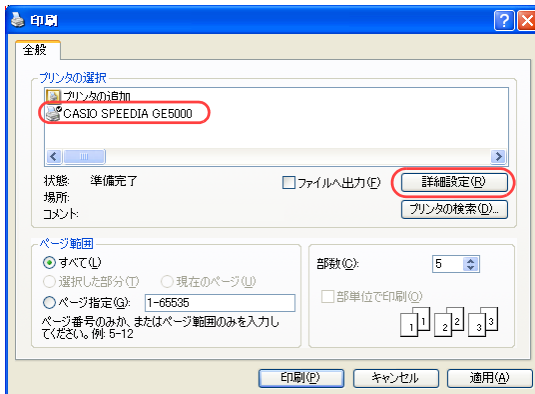 印刷
全般
プリンタの選択
プリンタの追加
CASIO SPEEDIA GE5000
状態: 準備完了
場所:
コメント:
ファイルへ出力(F)
詳細設定(R)
プリンタの検索(D)...
ページ範囲
すべて(L)
選択した部分(T) 現在のページ(U)
ページ指定(G): 1-65535
ページ番号のみか、またはページ範囲のみを入力し
てください。例: 5-12
部数(C): 5
部単位で印刷(O)
1 1 2 2 3 3
印刷(P) キャンセル 適用(A)